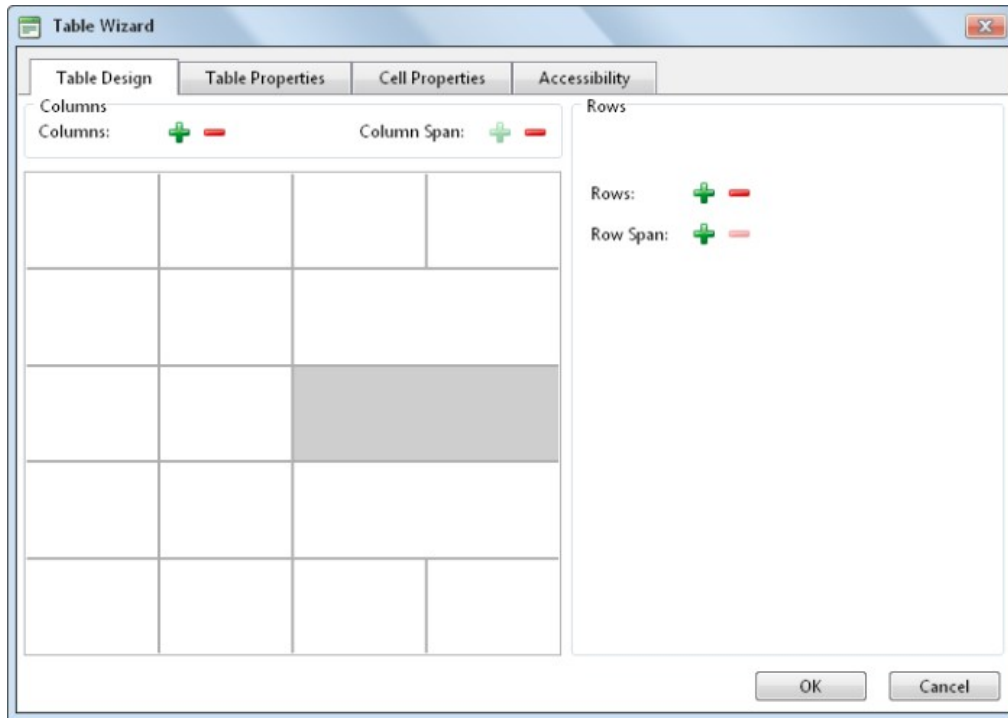 Table Wizard
Table Design Table Properties Cell Properties Accessibility
Columns
Columns: Column Span:
Rows
Rows:
Row Span:
OK Cancel